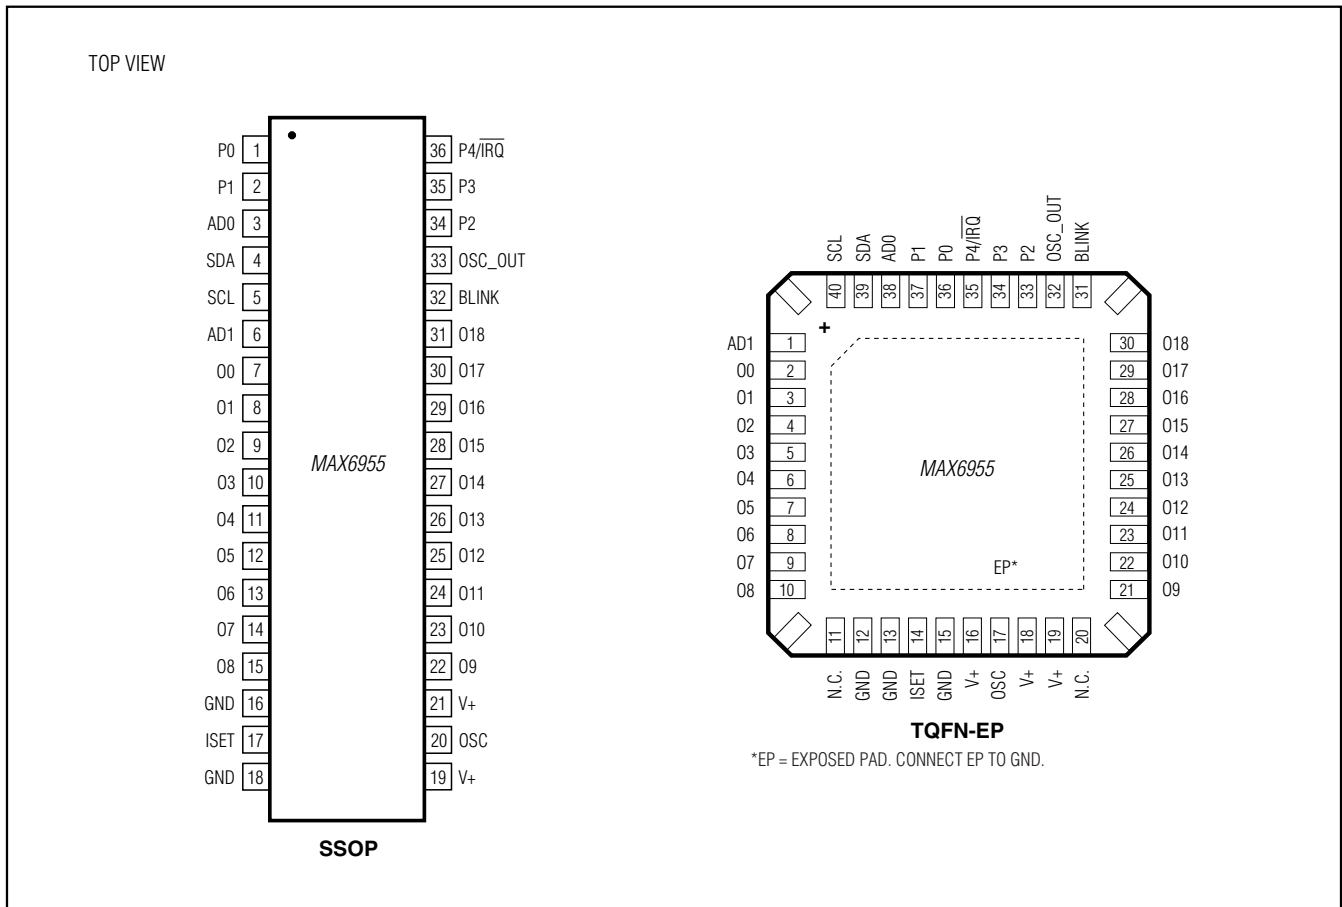 TOP VIEW
P0 1
P1 2
AD0 3
SDA 4
SCL 5
AD1 6
O0 7
O1 8
O2 9
O3 10
O4 11
O5 12
O6 13
O7 14
O8 15
GND 16
ISET 17
GND 18
MAX6955
36 P4/IRQ
35 P3
34 P2
33 OSC_OUT
32 BLINK
31 O18
30 O17
29 O16
28 O15
27 O14
26 O13
25 O12
24 O11
23 O10
22 O9
21 V+
20 OSC
19 V+
SSOP
SCL SDA AD0 P1 P0 P4/IRQ P3 P2 OSC_OUT BLINK
40 39 38 37 36 35 34 33 32 31
+
AD1 1
O0 2
O1 3
O2 4
O3 5
O4 6
O5 7
O6 8
O7 9
O8 10
MAX6955
EP*
30 O18
29 O17
28 O16
27 O15
26 O14
25 O13
24 O12
23 O11
22 O10
21 O9
11 12 13 14 15 16 17 18 19 20
N.C. GND GND ISET GND V+ OSC V+ V+ N.C.
TQFN-EP
*EP = EXPOSED PAD. CONNECT EP TO GND.